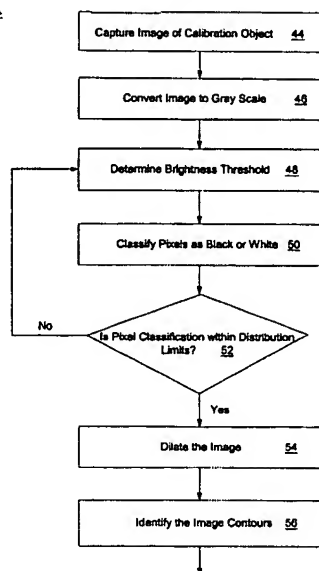 Capture Image of Calibration Object 44
Convert Image to Gray Scale 46
Determine Brightness Threshold 48
Classify Pixels as Black or White 50
No
Is Pixel Classification within Distribution
Limits? 52
Yes
Dilate the Image 54
Identify the Image Contours 56